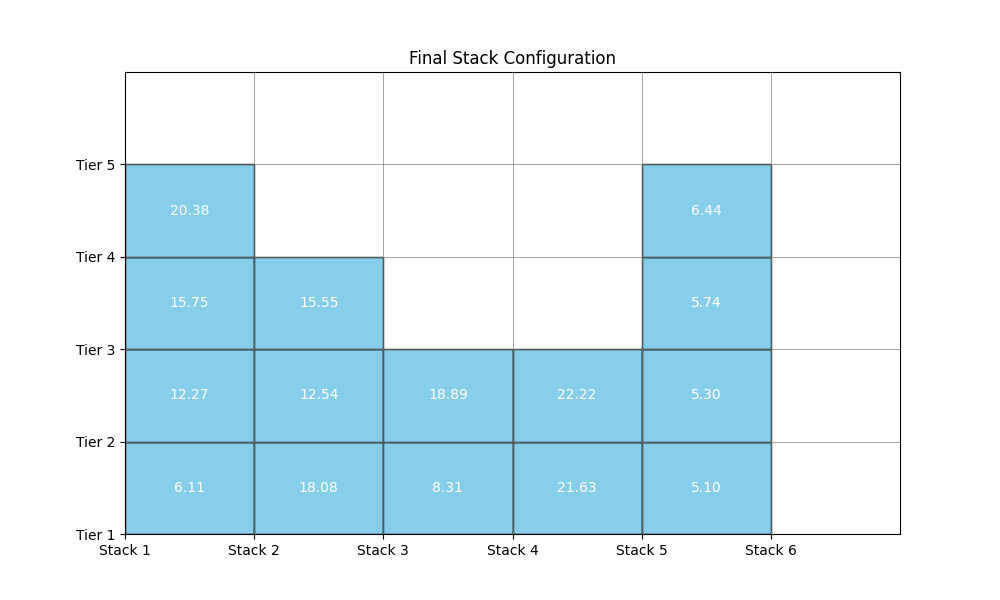 Final Stack Configuration
Tier 5
20.38 6.44
Tier 4
15.75 15.55 5.74
Tier 3
12.27 12.54 18.89 22.22 5.30
Tier 2
6.11 18.08 8.31 21.63 5.10
Tier 1
Stack 1 Stack 2 Stack 3 Stack 4 Stack 5 Stack 6